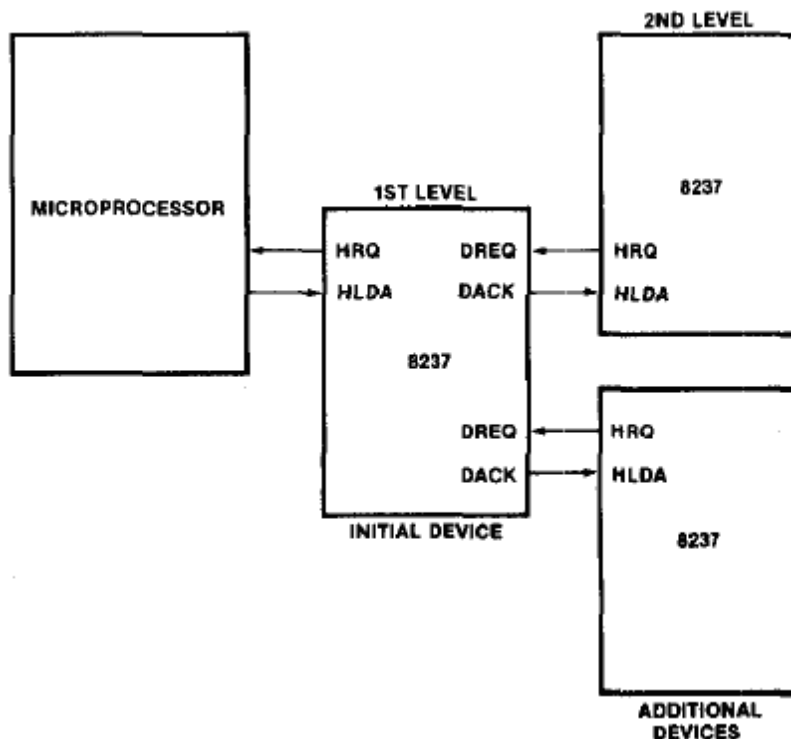 2ND LEVEL
8237
MICROPROCESSOR
1ST LEVEL
HRQ
DREQ
HRQ
HLDA
DACK
HLDA
8237
DREQ
HRQ
DACK
HLDA
INITIAL DEVICE
8237
ADDITIONAL
DEVICES